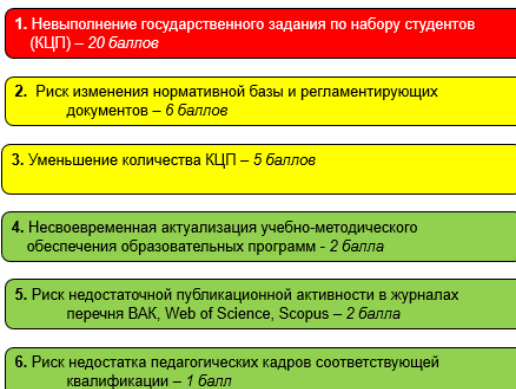 1. Невыполнение государственного задания по набору студентов
(КЦП) – 20 баллов
2. Риск изменения нормативной базы и регламентирующих
документов – 6 баллов
3. Уменьшение количества КЦП – 5 баллов
4. Несвоевременная актуализация учебно-методического
обеспечения образовательных программ - 2 балла
5. Риск недостаточной публикационной активности в журналах
перечня ВАК, Web of Science, Scopus – 2 балла
6. Риск недостатка педагогических кадров соответствующей
квалификации – 1 балл